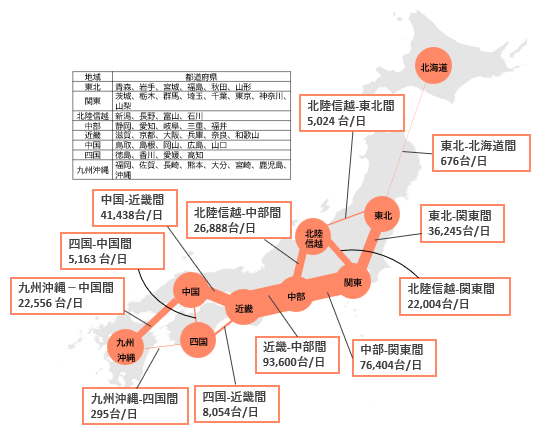 北海道
地域 都道府県
東北 青森、岩手、宮城、福島、秋田、山形
関東 茨城、栃木、群馬、埼玉、千葉、東京、神奈川、
山梨
北陸信越 新潟、長野、富山、石川
中部 静岡、愛知、岐阜、三重、福井
近畿 滋賀、京都、大阪、兵庫、奈良、和歌山
中国 鳥取、島根、岡山、広島、山口
四国 徳島、香川、愛媛、高知
九州沖縄 福岡、佐賀、長崎、熊本、大分、宮崎、鹿児島、
沖縄
北陸信越-東北間
5,024 台/日
東北-北海道間
676台/日
中国-近畿間
41,438台/日
北陸信越-中部間
26,888台/日
東北
東北-関東間
36,245台/日
四国-中国間
5,163 台/日
北陸
信越
九州沖縄－中国間
22,556 台/日
中国
関東
北陸信越-関東間
22,004台/日
近畿
中部
九州
沖縄
四国
近畿-中部間
93,600台/日
中部-関東間
76,404台/日
九州沖縄-四国間
295台/日
四国-近畿間
8,054台/日